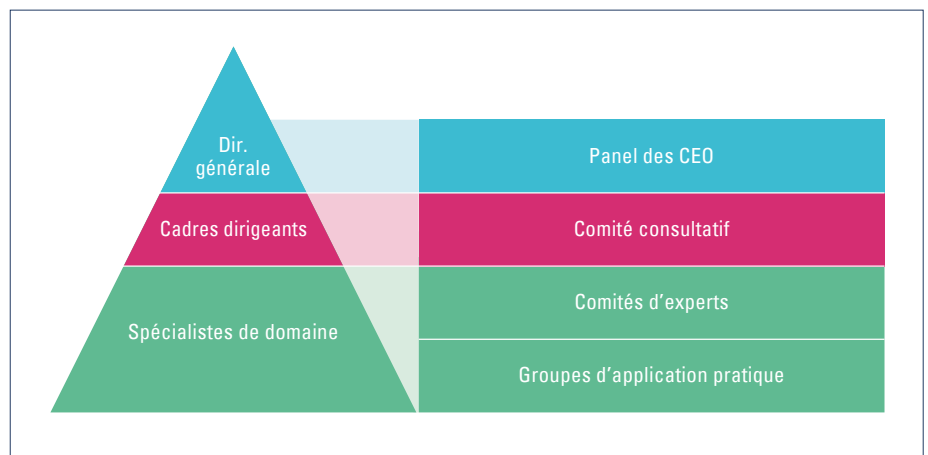 Dir.
générale
Panel des CEO
Cadres dirigeants
Comité consultatif
Comités d'experts
Spécialistes de domaine
Groupes d'application pratique